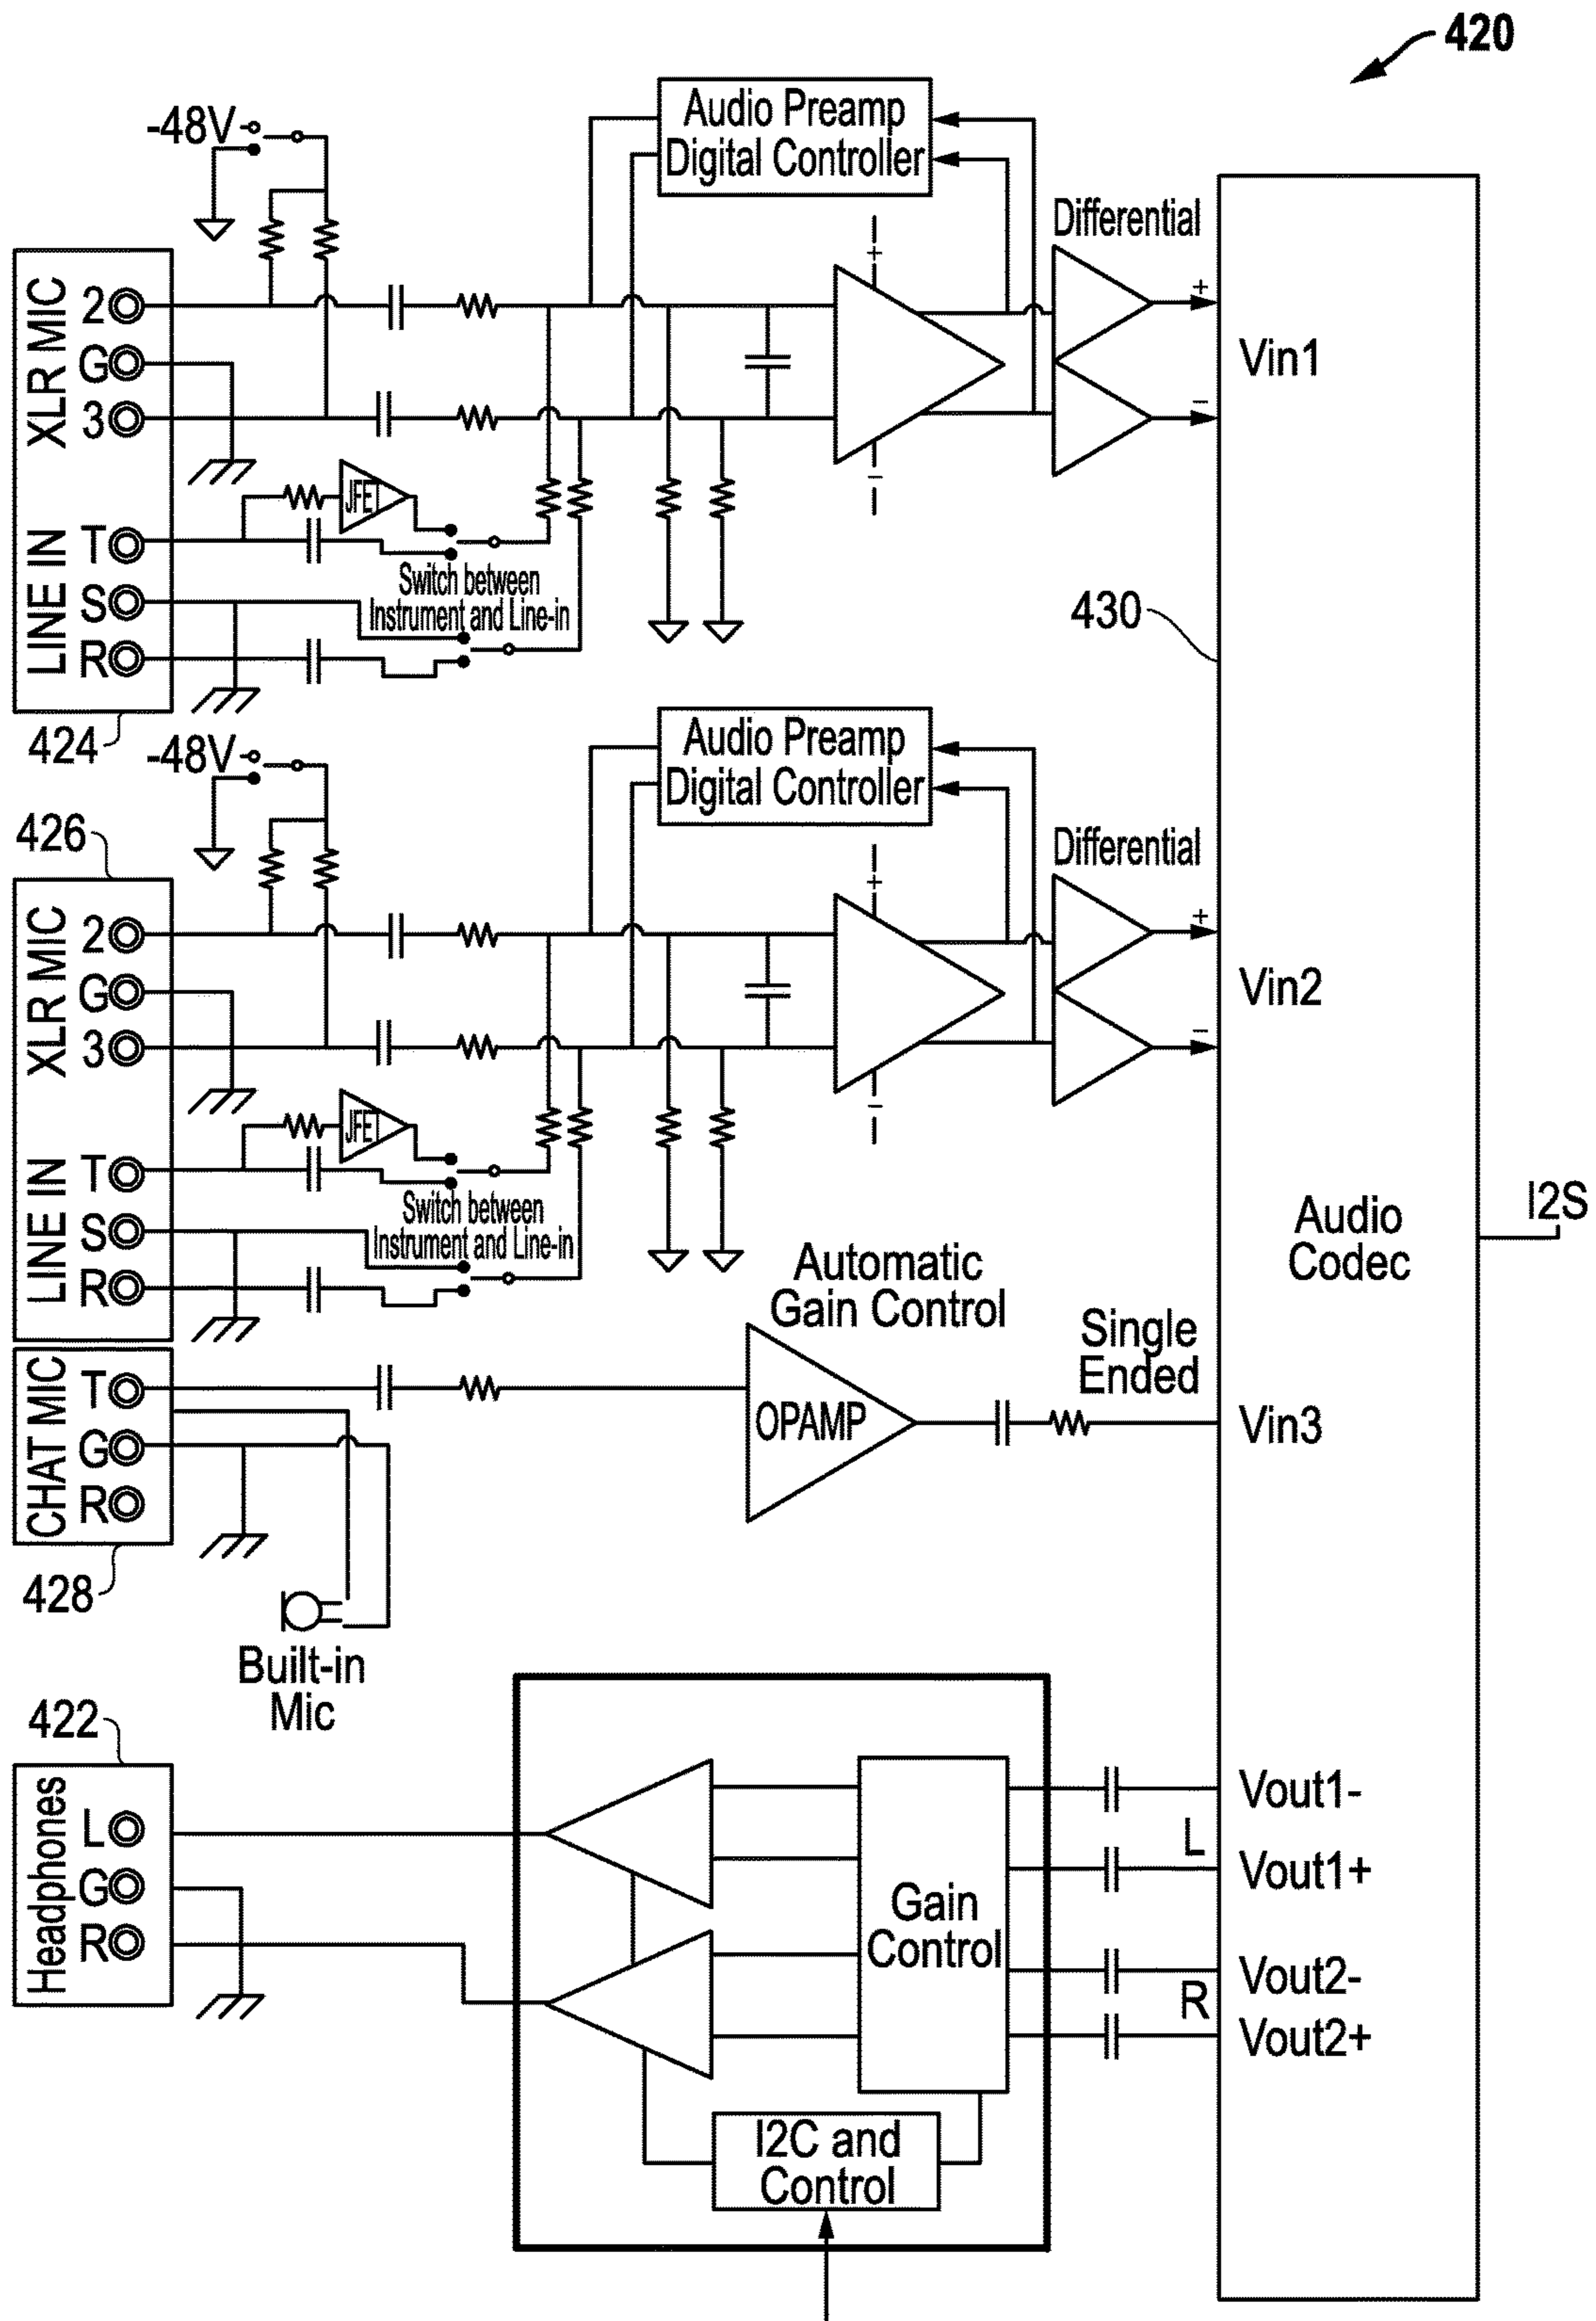 420
-48V
Audio Preamp
Digital Controller
Differential
XLR MIC
2
G
3
+
-
+
-
Vin1
LINE IN
T
S
R
JFET
Switch between
Instrument and Line-in
430
424
-48V
Audio Preamp
Digital Controller
426
Differential
XLR MIC
2
G
3
+
-
+
-
Vin2
LINE IN
T
S
R
JFET
Switch between
Instrument and Line-in
Audio
Codec
I2S
Automatic
Gain Control
Single
Ended
CHAT MIC
T
G
R
OPAMP
Vin3
428
Built-in
Mic
422
Headphones
L
G
R
Gain
Control
Vout1-
L
Vout1+
Vout2-
R
Vout2+
I2C and
Control